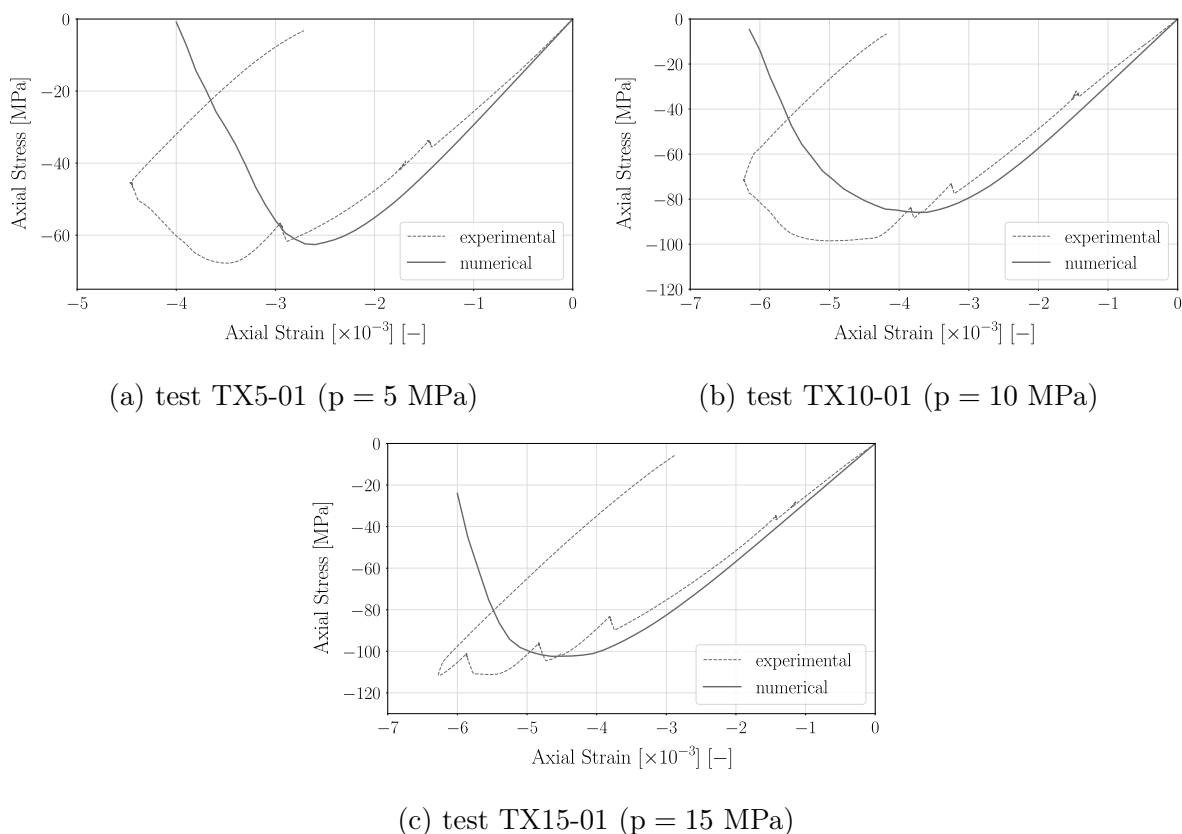 0
−20
−40
−60
Axial Stress [MPa]
−5
−4
−3
−2
−1
0
Axial Strain [×10−3] [−]
experimental
numerical
(a) test TX5-01 (p = 5 MPa)
0
−20
−40
−60
−80
−100
−120
Axial Stress [MPa]
−7
−6
−5
−4
−3
−2
−1
0
Axial Strain [×10−3] [−]
experimental
numerical
(b) test TX10-01 (p = 10 MPa)
0
−20
−40
−60
−80
−100
−120
Axial Stress [MPa]
−7
−6
−5
−4
−3
−2
−1
0
Axial Strain [×10−3] [−]
experimental
numerical
(c) test TX15-01 (p = 15 MPa)